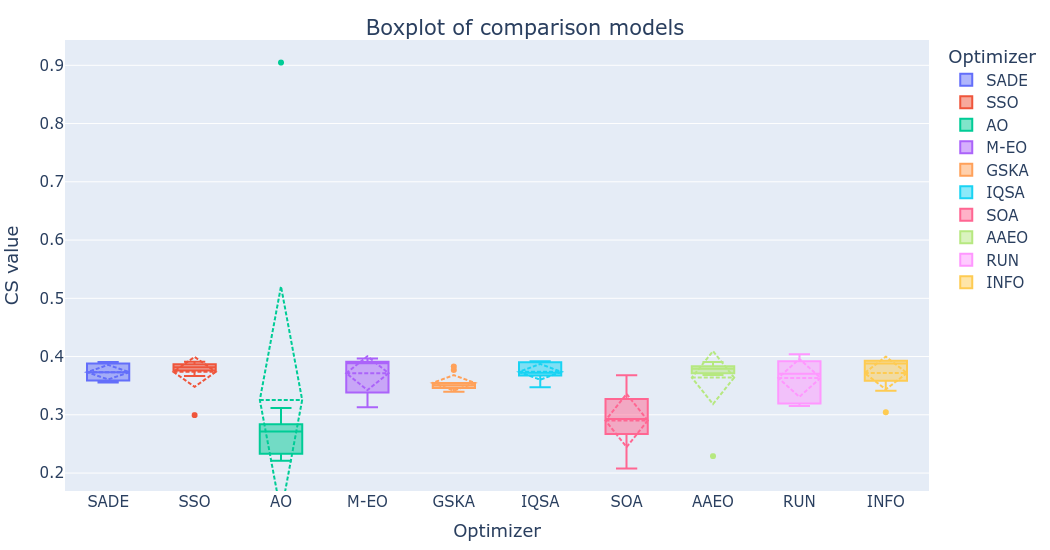 Boxplot of comparison models
CS value
0.9
0.8
0.7
0.6
0.5
0.4
0.3
0.2
SADE
SSO
AO
M-EO
GSKA
IQSA
SOA
AAEO
RUN
INFO
Optimizer
Optimizer
SADE
SSO
AO
M-EO
GSKA
IQSA
SOA
AAEO
RUN
INFO